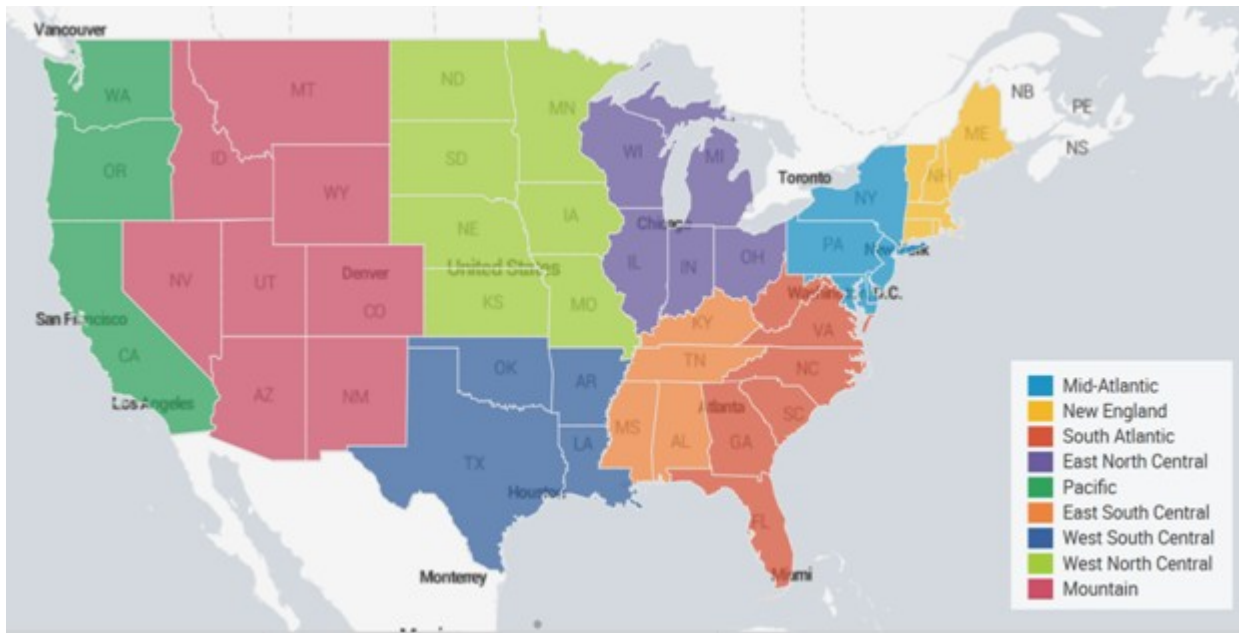 Vancouver
WA
MT
ND
MN
NB
PE
ME
NS
OR
ID
SD
WI
MI
NH
WY
Toronto
NY
IA
NE
Chicago
PA
New York
United States
IL
IN
OH
NV
UT
Denver
CO
KS
MO
Washington D.C.
San Francisco
KY
VA
CA
TN
NC
OK
AR
Los Angeles
AZ
NM
Atlanta
SC
MS
AL
GA
LA
TX
Houston
FL
Monterrey
Miami
Mid-Atlantic
New England
South Atlantic
East North Central
Pacific
East South Central
West South Central
West North Central
Mountain